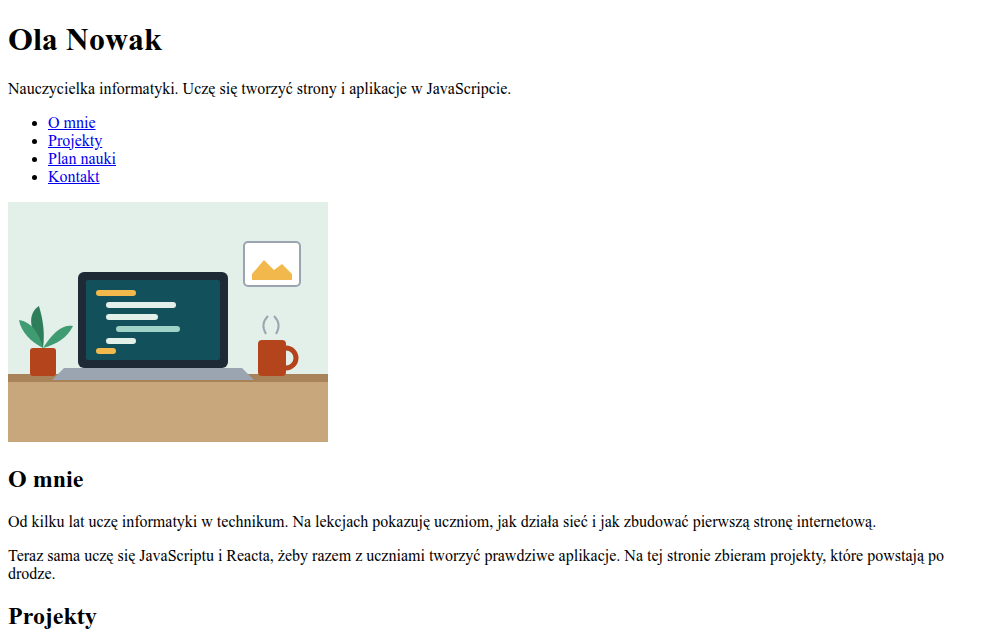 Ola Nowak
Nauczycielka informatyki. Uczę się tworzyć strony i aplikacje w JavaScripcie.
O mnie
Projekty
Plan nauki
Kontakt
O mnie
Od kilku lat uczę informatyki w technikum. Na lekcjach pokazuję uczniom, jak działa sieć i jak zbudować pierwszą stronę internetową.
Teraz sama uczę się JavaScriptu i Reacta, żeby razem z uczniami tworzyć prawdziwe aplikacje. Na tej stronie zbieram projekty, które powstają po
drodze.
Projekty